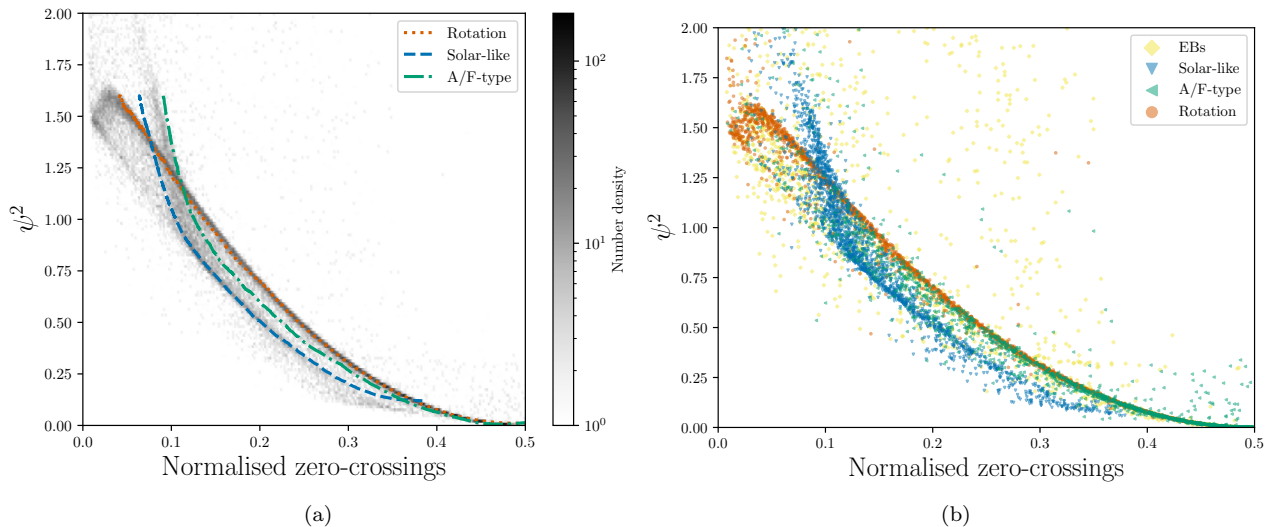 2.00
1.75
1.50
1.25
1.00
0.75
0.50
0.25
0.00
ψ²
0.0 0.1 0.2 0.3 0.4 0.5
Normalised zero-crossings
Rotation
Solar-like
A/F-type
10²
10¹
10⁰
Number density
(a)
2.00
1.75
1.50
1.25
1.00
0.75
0.50
0.25
0.00
ψ²
0.0 0.1 0.2 0.3 0.4 0.5
Normalised zero-crossings
EBs
Solar-like
A/F-type
Rotation
(b)